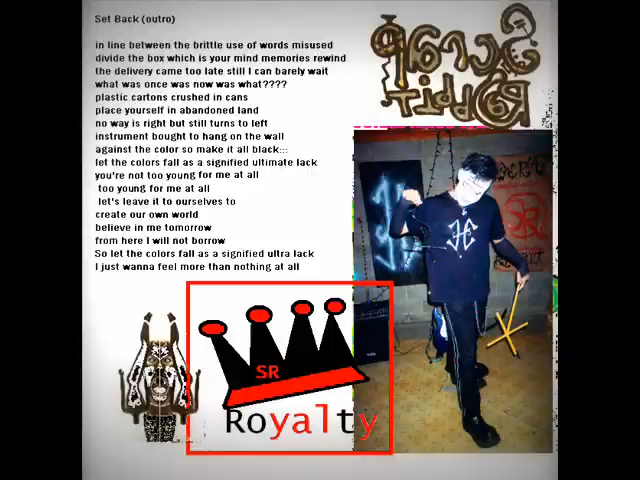 Set Back (outro)
in line between the brittle use of words misused
divide the box which is your mind memories rewind
the delivery came too late still I can barely wait
what was once was now was what????
plastic cartons crushed in cans
place yourself in abandoned land
no way is right but still turns to left
instrument bought to hang on the wall
against the color so make it all black:::
let the colors fall as a signified ultimate lack
you're not too young for me at all
too young for me at all
let's leave it to ourselves to
create our own world
believe in me tomorrow
from here I will not borrow
So let the colors fall as a signified ultra lack
I just wanna feel more than nothing at all
SR
SR
Royalty